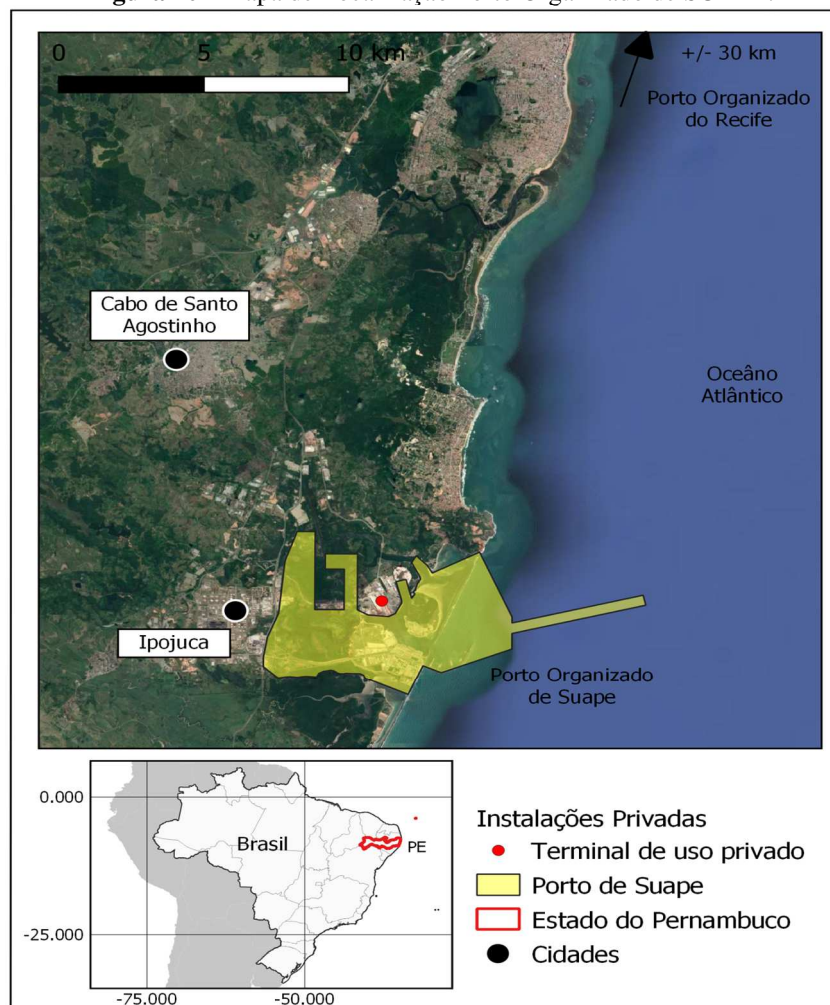 0
5
10 km
+/- 30 km
Porto Organizado
do Recife
Cabo de Santo
Agostinho
Oceâno
Atlântico
Ipojuca
Porto Organizado
de Suape
0.000
-25.000
-75.000
-50.000
Brasil
PE
Instalações Privadas
Terminal de uso privado
Porto de Suape
Estado do Pernambuco
Cidades